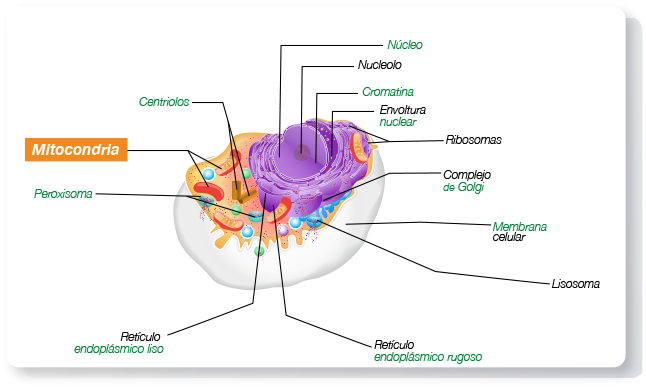 Núcleo
Nucleolo
Cromatina
Centriolos
Envoltura
nuclear
Ribosomas
Mitocondria
Complejo
de Golgi
Peroxisoma
Membrana
celular
Lisosoma
Retículo
endoplásmico liso
Retículo
endoplásmico rugoso